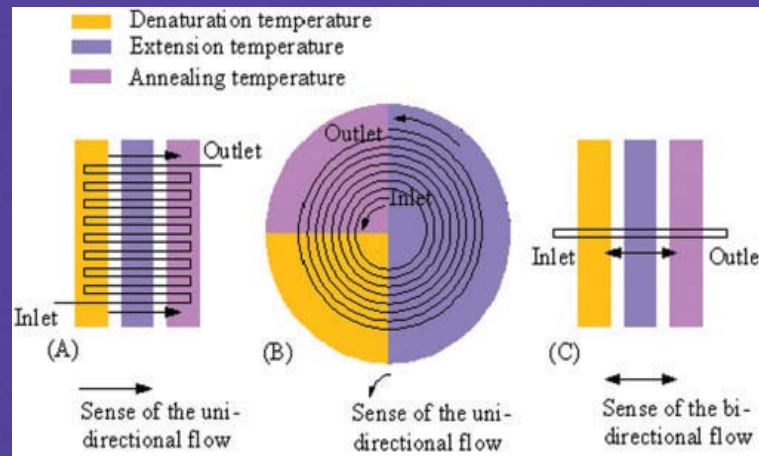 Denaturation temperature
Extension temperature
Annealing temperature
Outlet
Inlet
(A)
Sense of the uni-
directional flow
Outlet
Inlet
(B)
Sense of the uni-
directional flow
Inlet
Outle
(C)
Sense of the bi-
directional flow